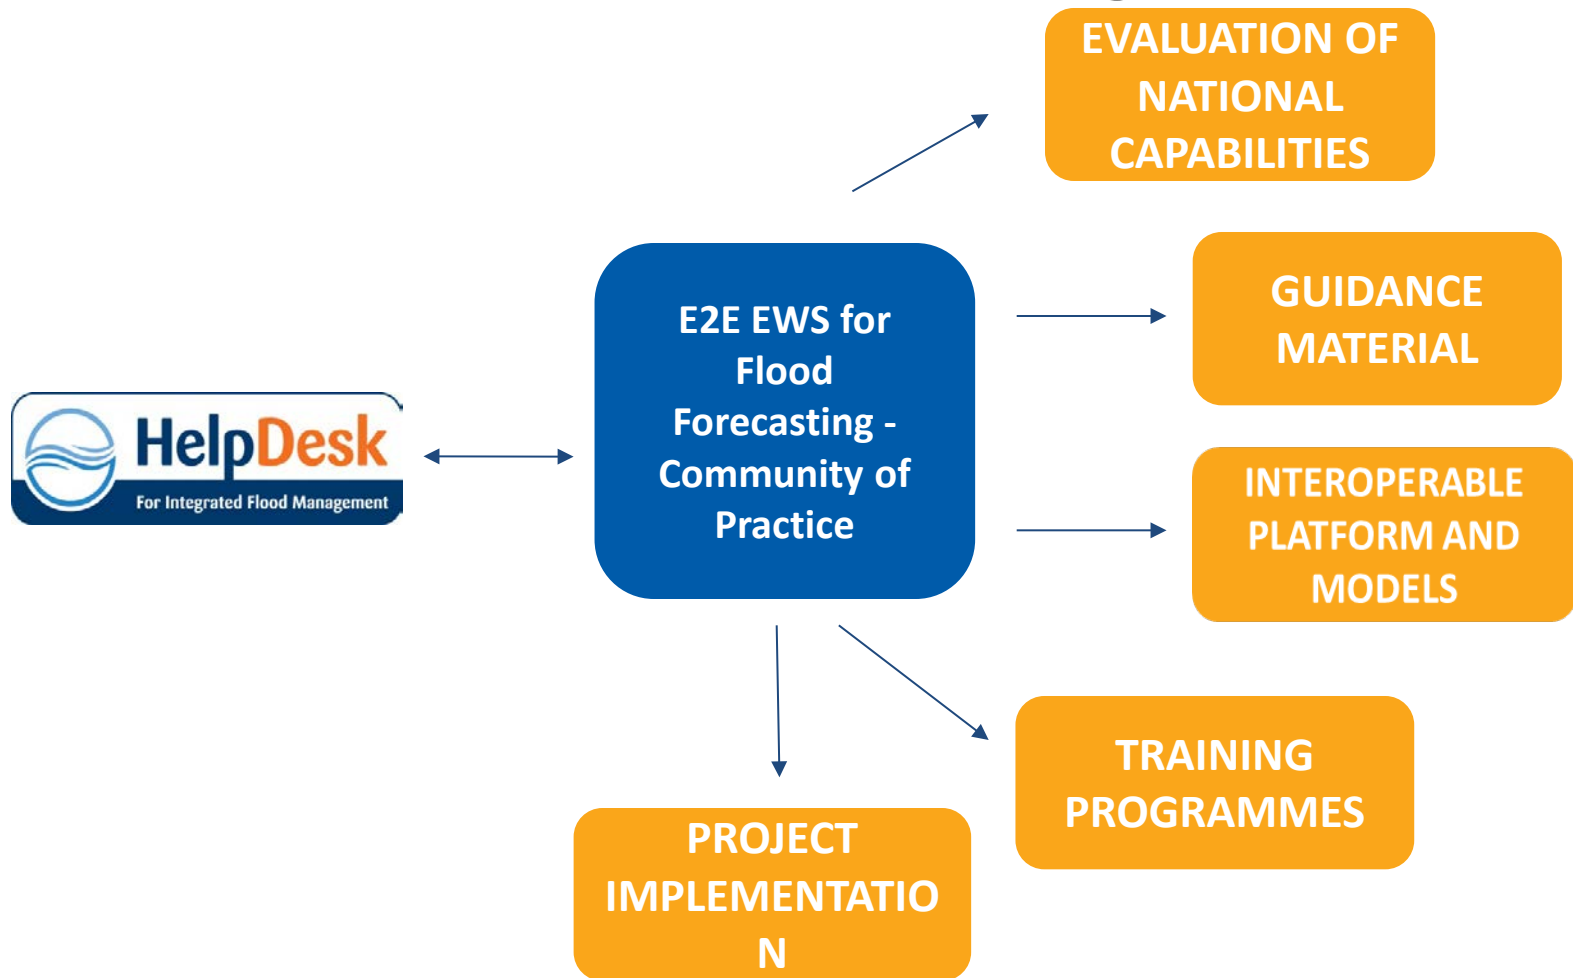 EVALUATION OF
NATIONAL
CAPABILITIES
E2E EWS for
Flood
Forecasting -
Community of
Practice
GUIDANCE
MATERIAL
HelpDesk
For Integrated Flood Management
INTEROPERABLE
PLATFORM AND
MODELS
TRAINING
PROGRAMMES
PROJECT
IMPLEMENTATIO
N